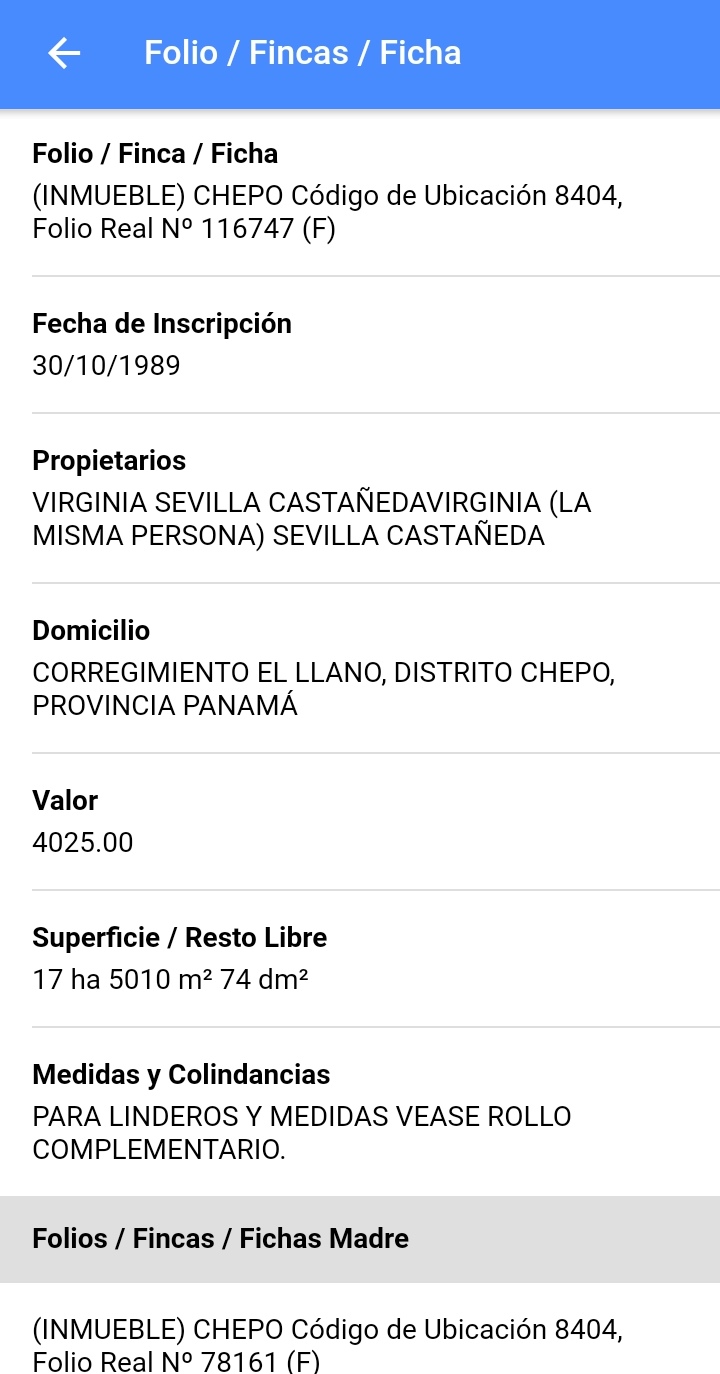 Folio / Fincas / Ficha
Folio / Finca / Ficha
(INMUEBLE) CHEPO Código de Ubicación 8404,
Folio Real Nº 116747 (F)
Fecha de Inscripción
30/10/1989
Propietarios
VIRGINIA SEVILLA CASTAÑEDAVIRGINIA (LA
MISMA PERSONA) SEVILLA CASTAÑEDA
Domicilio
CORREGIMIENTO EL LLANO, DISTRITO CHEPO,
PROVINCIA PANAMÁ
Valor
4025.00
Superficie / Resto Libre
17 ha 5010 m² 74 dm²
Medidas y Colindancias
PARA LINDEROS Y MEDIDAS VEASE ROLLO
COMPLEMENTARIO.
Folios / Fincas / Fichas Madre
(INMUEBLE) CHEPO Código de Ubicación 8404,
Folio Real Nº 78161 (F)